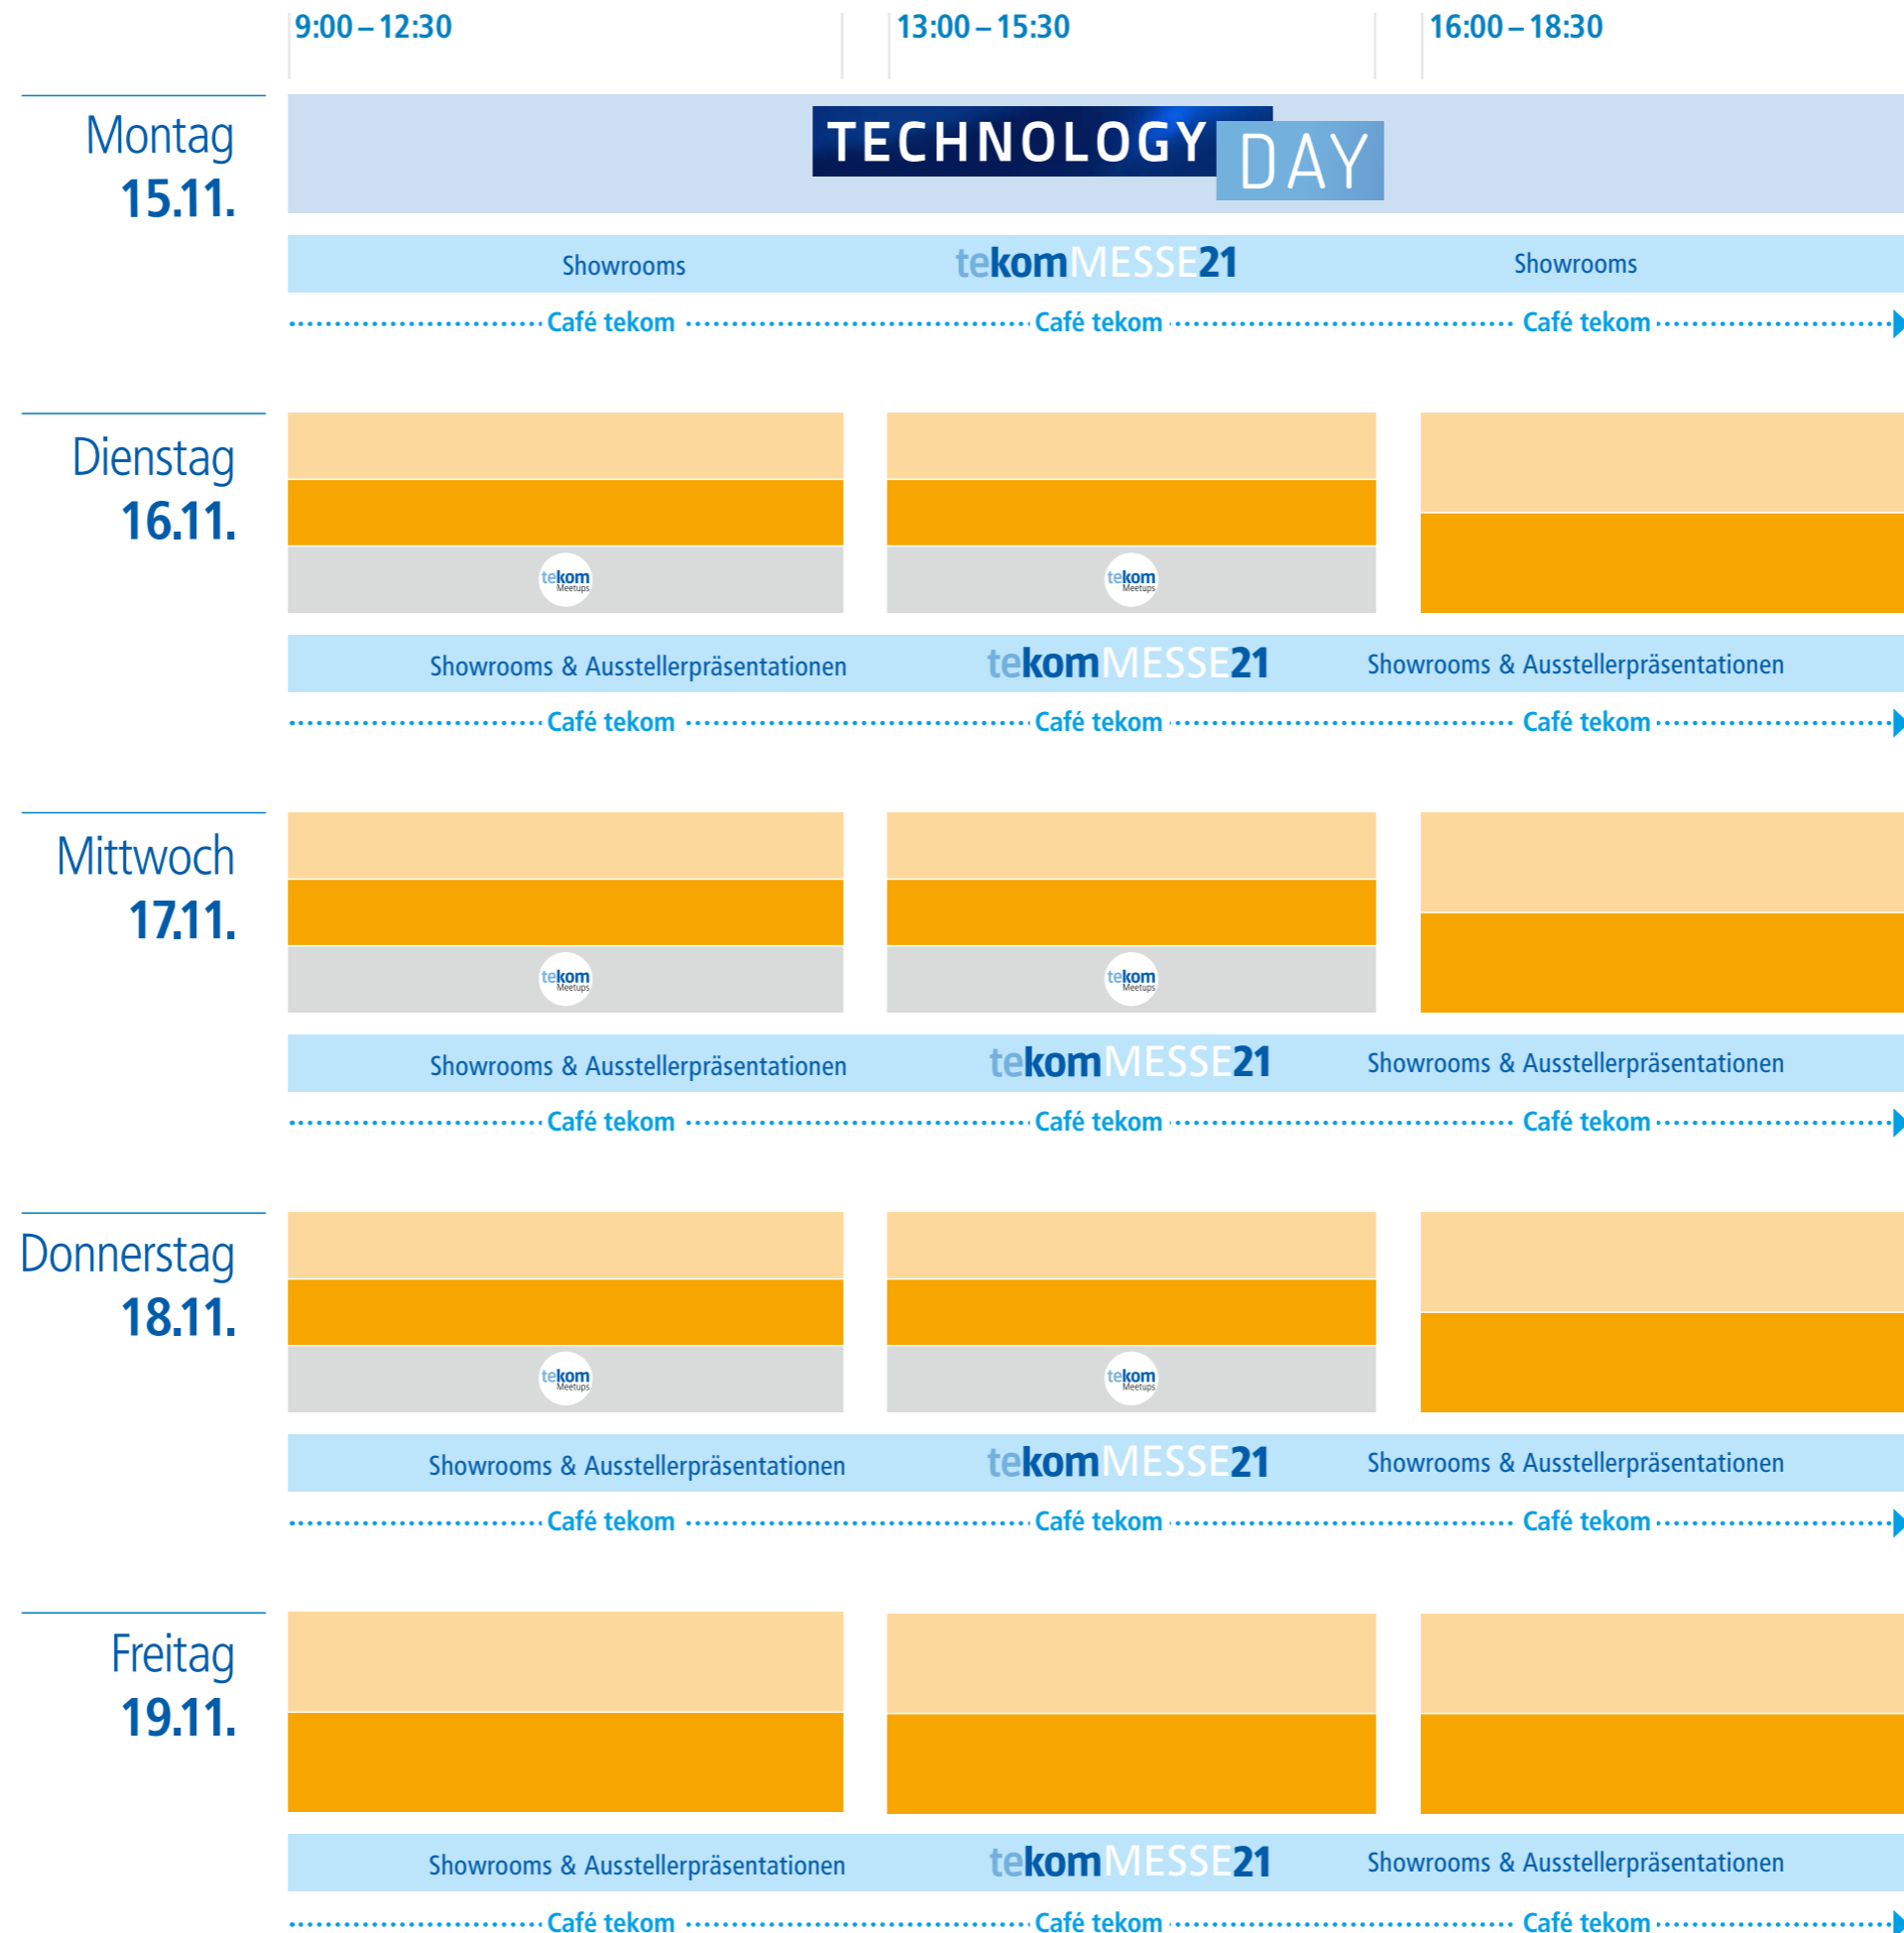 9:00 – 12:30 13:00 – 15:30 16:00 – 18:30
Montag
15.11.
TECHNOLOGY DAY
Showrooms tekomMESSE21 Showrooms
Café tekom Café tekom Café tekom
Dienstag
16.11.
tekom Meetups tekom Meetups
Showrooms & Ausstellerpräsentationen tekomMESSE21 Showrooms & Ausstellerpräsentationen
Café tekom Café tekom Café tekom
Mittwoch
17.11.
tekom Meetups tekom Meetups
Showrooms & Ausstellerpräsentationen tekomMESSE21 Showrooms & Ausstellerpräsentationen
Café tekom Café tekom Café tekom
Donnerstag
18.11.
tekom Meetups tekom Meetups
Showrooms & Ausstellerpräsentationen tekomMESSE21 Showrooms & Ausstellerpräsentationen
Café tekom Café tekom Café tekom
Freitag
19.11.
Showrooms & Ausstellerpräsentationen tekomMESSE21 Showrooms & Ausstellerpräsentationen
Café tekom Café tekom Café tekom